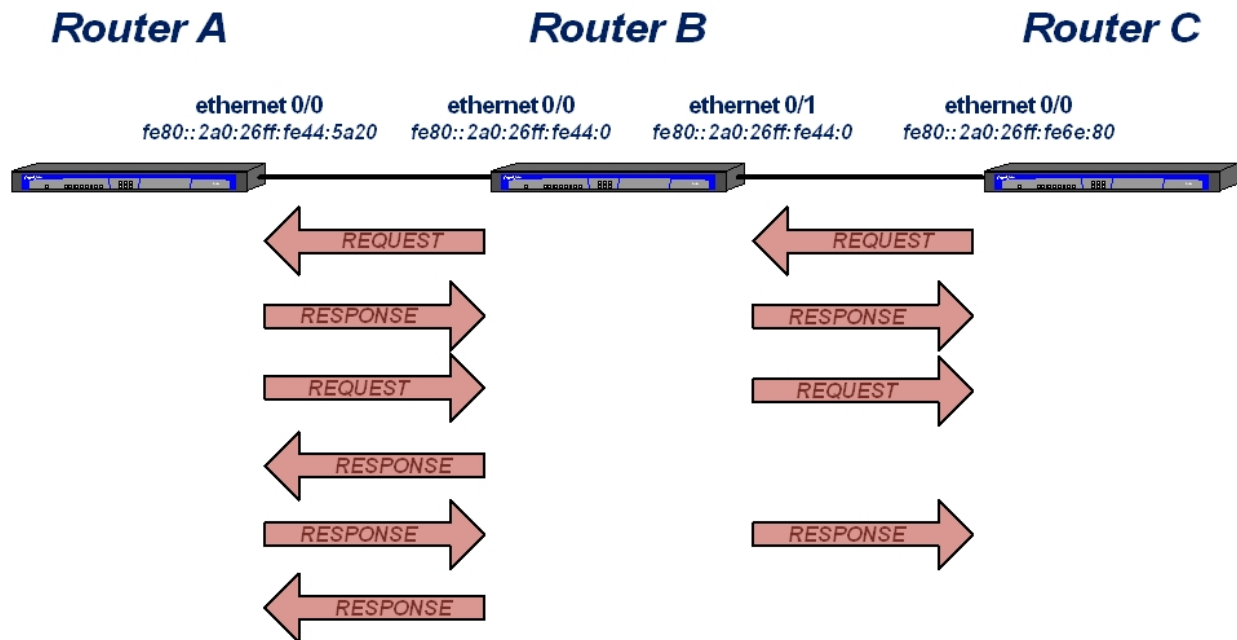 Router A Router B Router C
ethernet 0/0 ethernet 0/0 ethernet 0/1 ethernet 0/0
fe80::2a0:26ff:fe44:5a20 fe80::2a0:26ff:fe44:0 fe80::2a0:26ff:fe44:0 fe80::2a0:26ff:fe6e:80
REQUEST REQUEST
RESPONSE RESPONSE
REQUEST REQUEST
RESPONSE
RESPONSE RESPONSE
RESPONSE